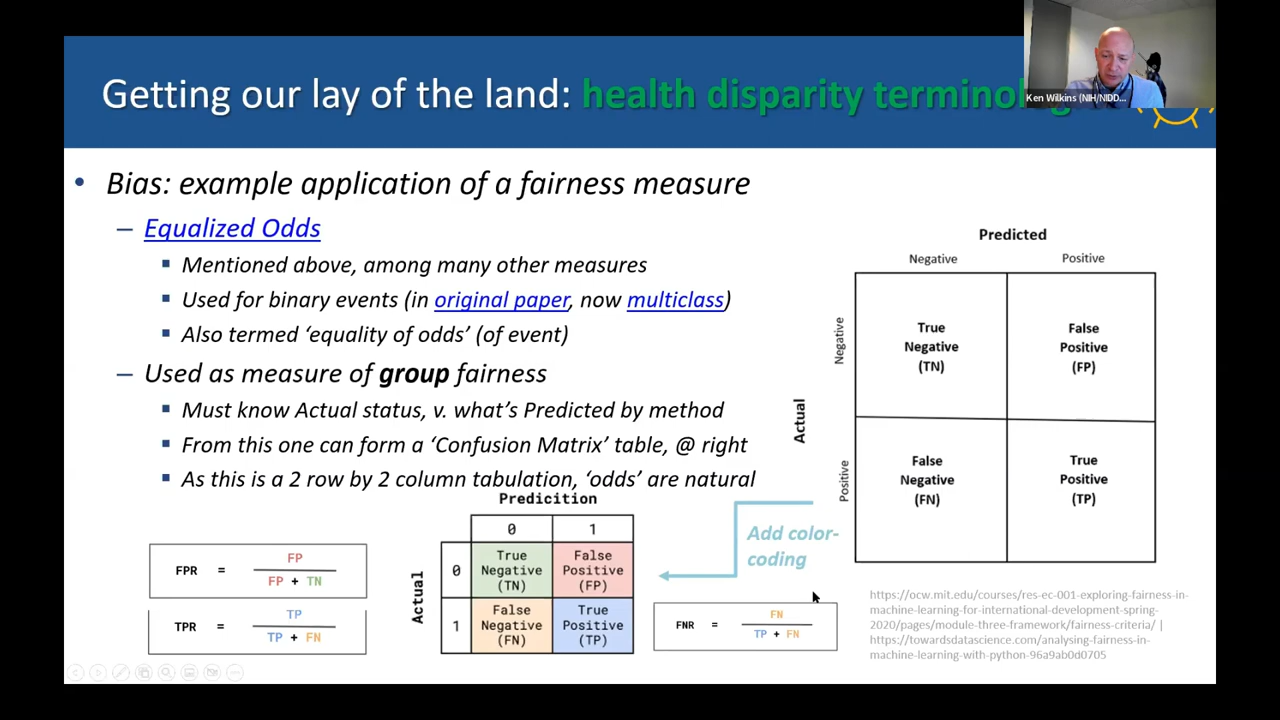 Getting our lay of the land: health disparity terminolog
Ken Wilkins (NIH/NIDD...
• Bias: example application of a fairness measure
– Equalized Odds
▪ Mentioned above, among many other measures
▪ Used for binary events (in original paper, now multiclass)
▪ Also termed ‘equality of odds’ (of event)
– Used as measure of group fairness
▪ Must know Actual status, v. what’s Predicted by method
▪ From this one can form a ‘Confusion Matrix’ table, @ right
▪ As this is a 2 row by 2 column tabulation, ‘odds’ are natural
Predicted
Negative Positive
Actual
Negative
True
Negative
(TN)
False
Positive
(FP)
Positive
False
Negative
(FN)
True
Positive
(TP)
Add color-
coding
FPR = FP
FP + TN
TPR = TP
TP + FN
Predicition
0 1
Actual
0
True
Negative
(TN)
False
Positive
(FP)
1
False
Negative
(FN)
True
Positive
(TP)
FNR = FN
TP + FN
https://ocw.mit.edu/courses/res-ec-001-exploring-fairness-in-
machine-learning-for-international-development-spring-
2020/pages/module-three-framework/fairness-criteria/ |
https://towardsdatascience.com/analysing-fairness-in-
machine-learning-with-python-96a9ab0d0705